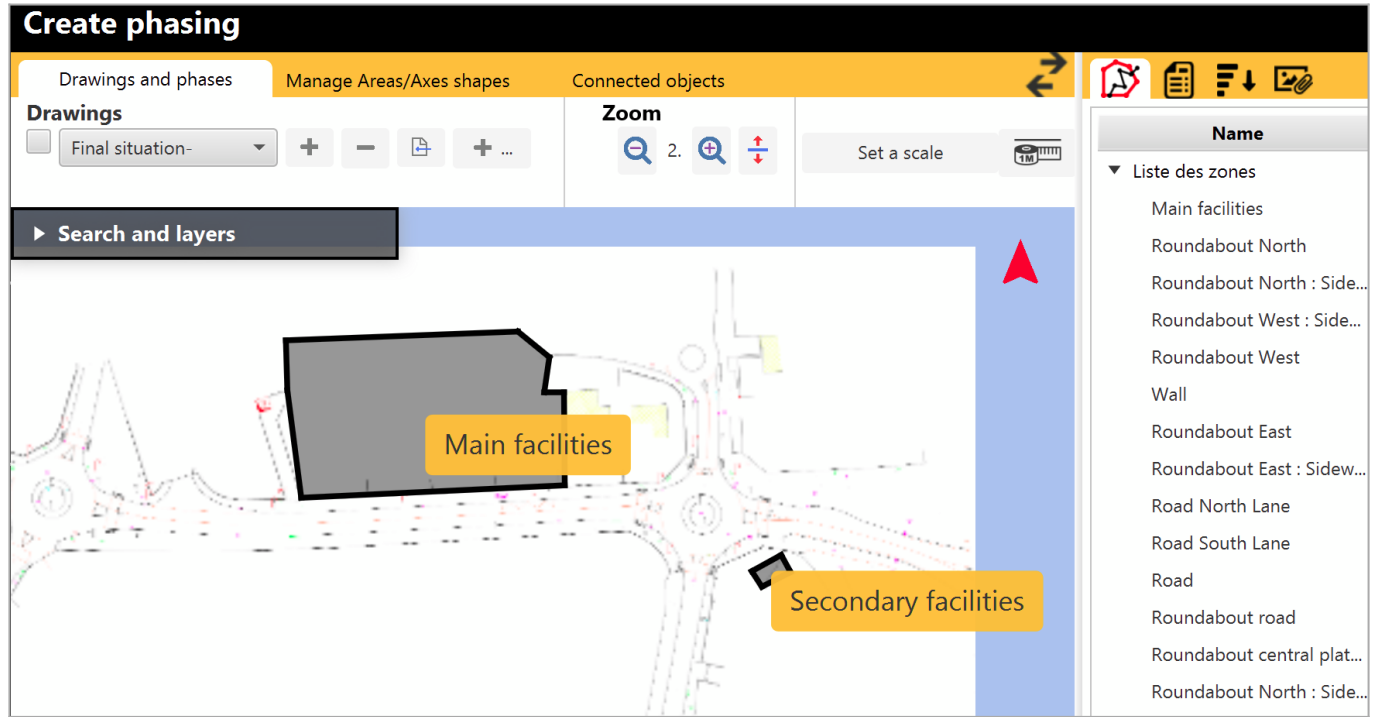 Create phasing
Drawings and phases
Manage Areas/Axes shapes
Connected objects
Drawings
Final situation-
+ ...
Zoom
2.
Set a scale
1M
Search and layers
Main facilities
Secondary facilities
Name
Liste des zones
Main facilities
Roundabout North
Roundabout North : Side...
Roundabout West : Side...
Roundabout West
Wall
Roundabout East
Roundabout East : Sidew...
Road North Lane
Road South Lane
Road
Roundabout road
Roundabout central plat...
Roundabout North : Side...